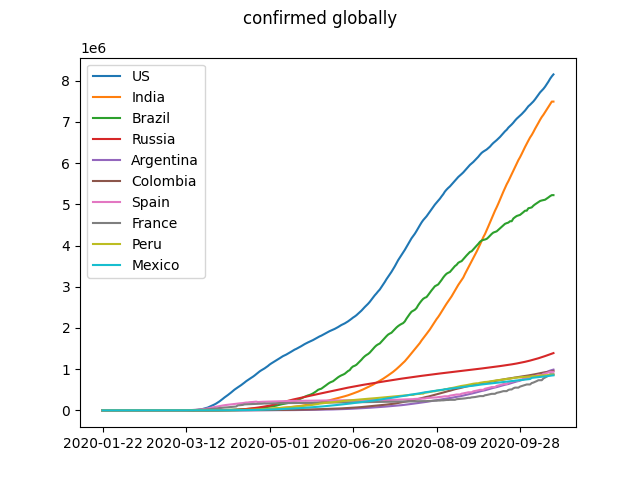 confirmed globally
1e6
8
7
6
5
4
3
2
1
0
US
India
Brazil
Russia
Argentina
Colombia
Spain
France
Peru
Mexico
2020-01-22 2020-03-12 2020-05-01 2020-06-20 2020-08-09 2020-09-28